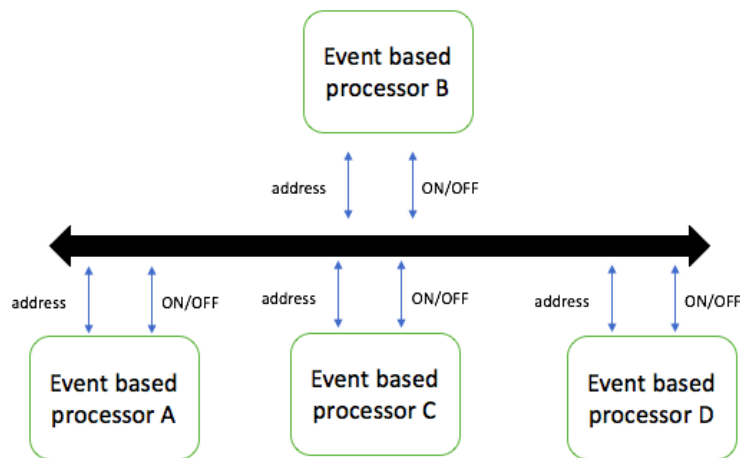 Event based
processor B
address
ON/OFF
address
ON/OFF
address
ON/OFF
address
ON/OFF
Event based
processor A
Event based
processor C
Event based
processor D